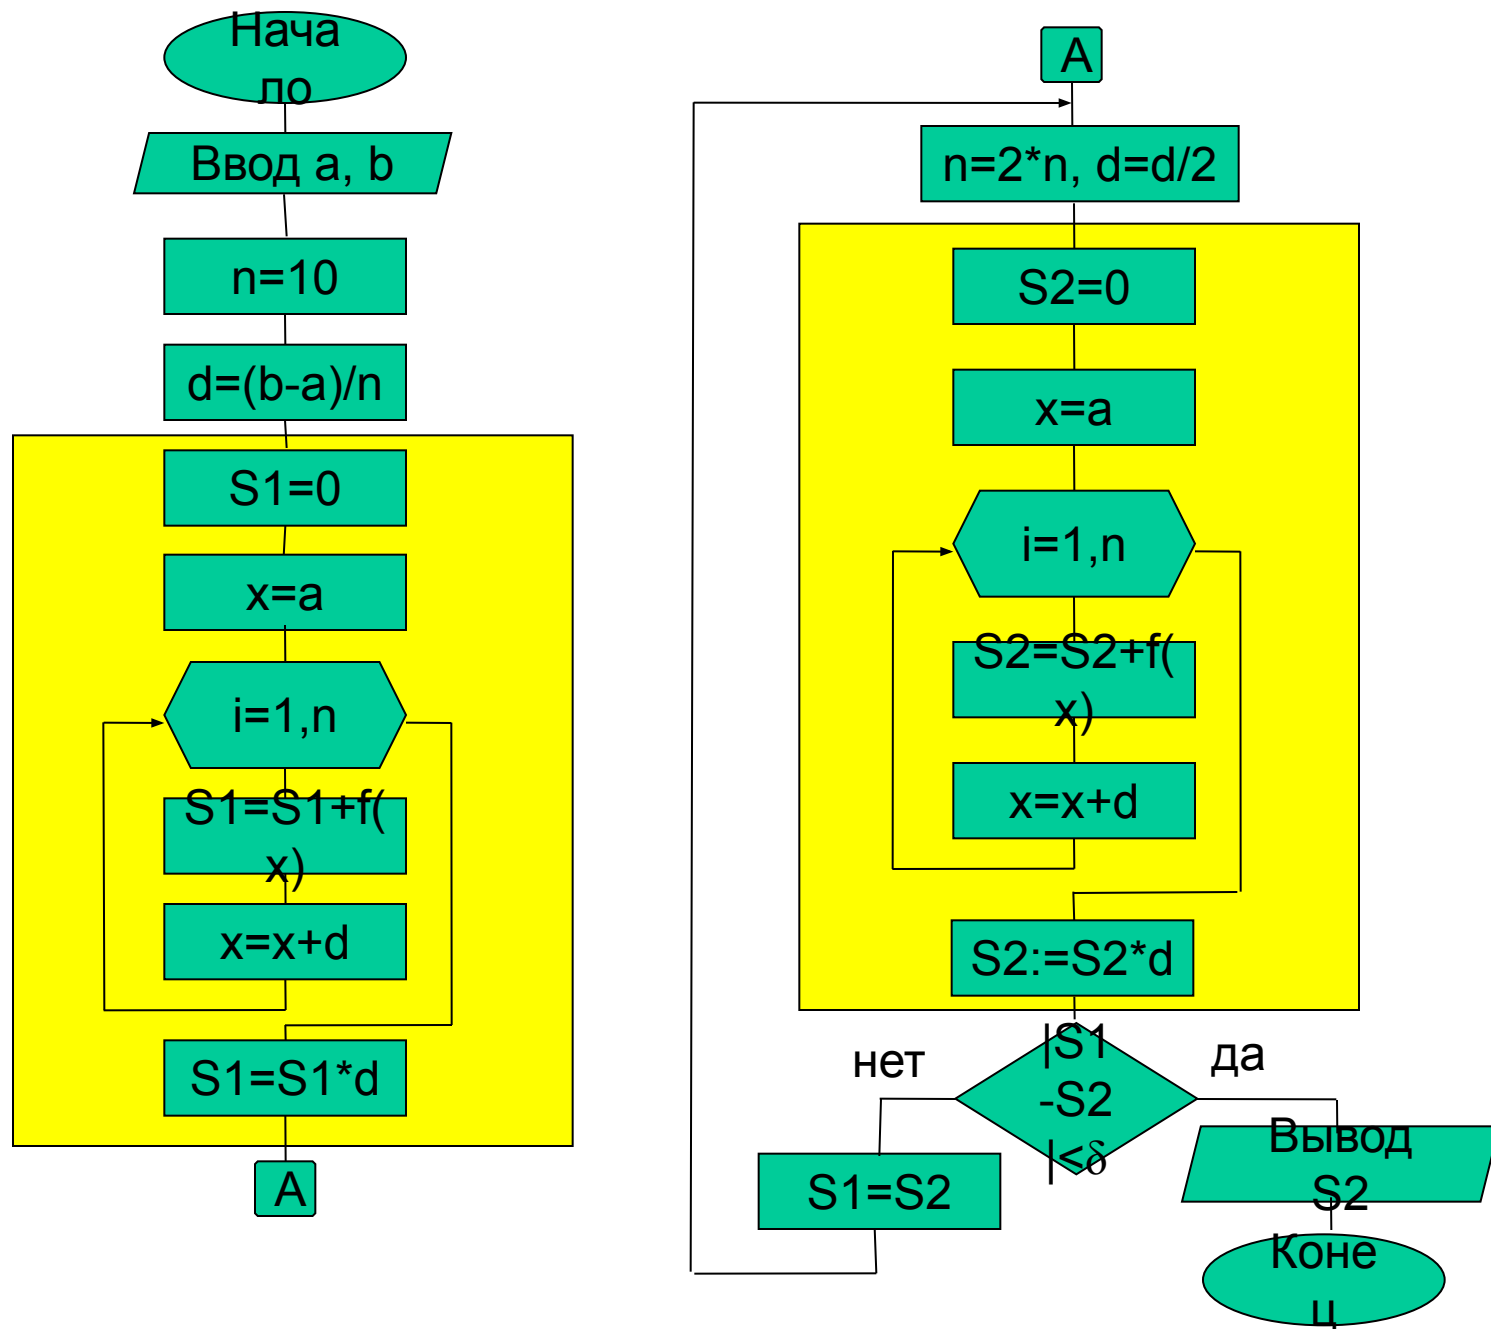 Нача
ло
Ввод a, b
n=10
d=(b-a)/n
S1=0
x=a
i=1,n
S1=S1+f(
x)
x=x+d
S1=S1*d
A
A
n=2*n, d=d/2
S2=0
x=a
i=1,n
S2=S2+f(
x)
x=x+d
S2:=S2*d
|S1
-S2
|<δ
нет
да
S1=S2
Вывод
S2
Коне
ц